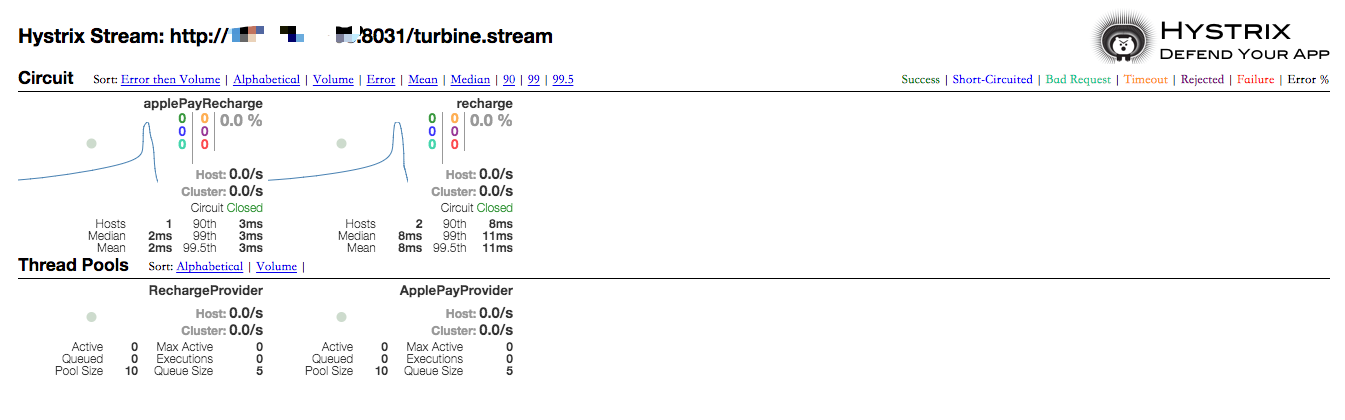 Hystrix Stream: http:// :8031/turbine.stream
HYSTRIX
DEFEND YOUR APP
Circuit Sort: Error then Volume | Alphabetical | Volume | Error | Mean | Median | 90 | 99 | 99.5
Success | Short-Circuited | Bad Request | Timeout | Rejected | Failure | Error %
applePayRecharge
0 0 0.0 %
0 0
0 0
Host: 0.0/s
Cluster: 0.0/s
Circuit Closed
Hosts 1 90th 3ms
Median 2ms 99th 3ms
Mean 2ms 99.5th 3ms
recharge
0 0 0.0 %
0 0
0 0
Host: 0.0/s
Cluster: 0.0/s
Circuit Closed
Hosts 2 90th 8ms
Median 8ms 99th 11ms
Mean 8ms 99.5th 11ms
Thread Pools Sort: Alphabetical | Volume |
RechargeProvider
Host: 0.0/s
Cluster: 0.0/s
Active 0 Max Active 0
Queued 0 Executions 0
Pool Size 10 Queue Size 5
ApplePayProvider
Host: 0.0/s
Cluster: 0.0/s
Active 0 Max Active 0
Queued 0 Executions 0
Pool Size 10 Queue Size 5